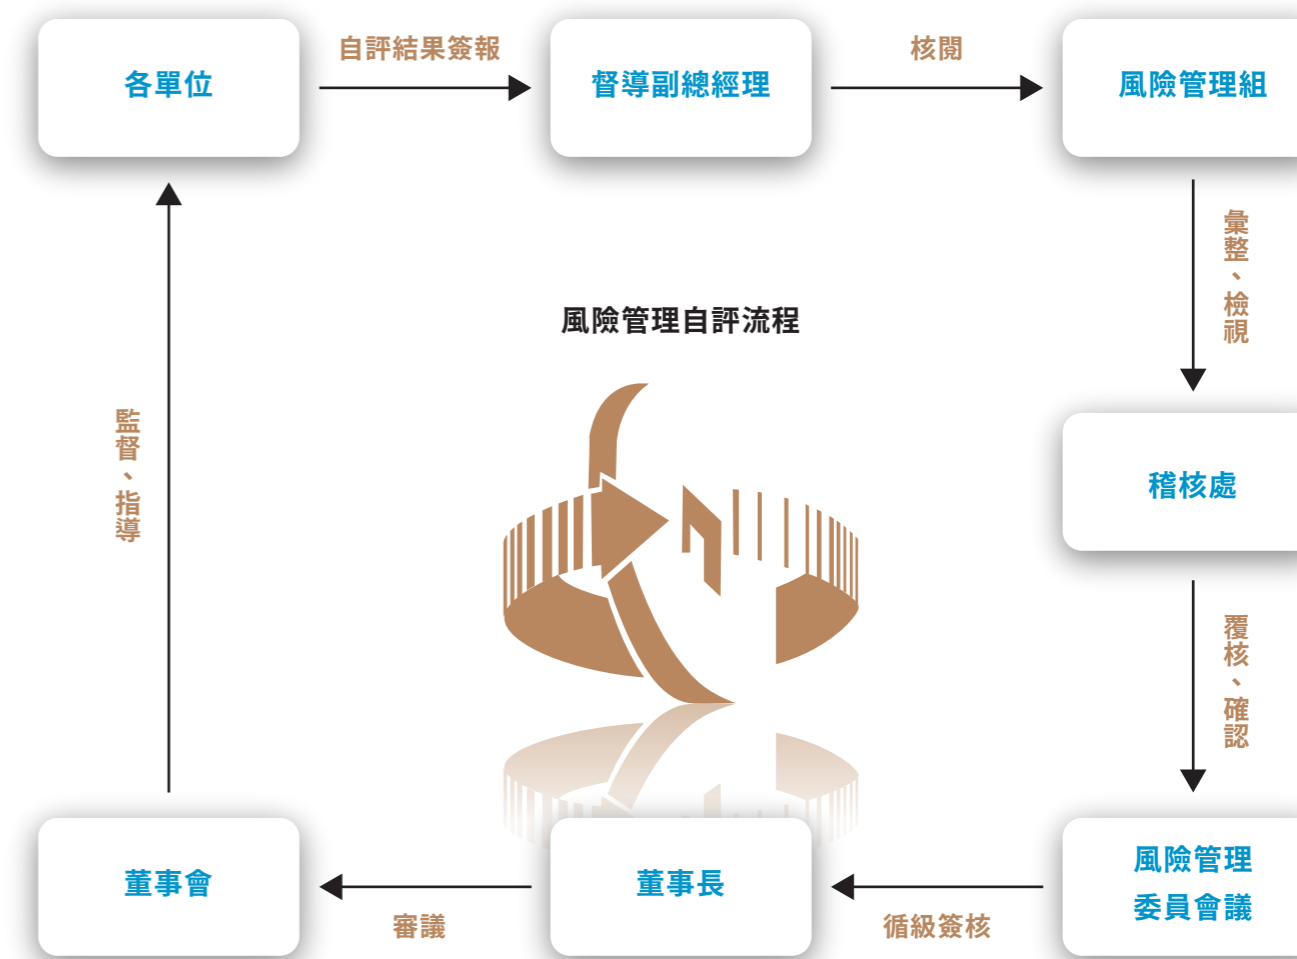 各單位
自評結果簽報
督導副總經理
核閱
風險管理組
彙整、檢視
風險管理自評流程
稽核處
覆核、確認
風險管理
委員會議
循級簽核
董事長
審議
董事會
監督、指導